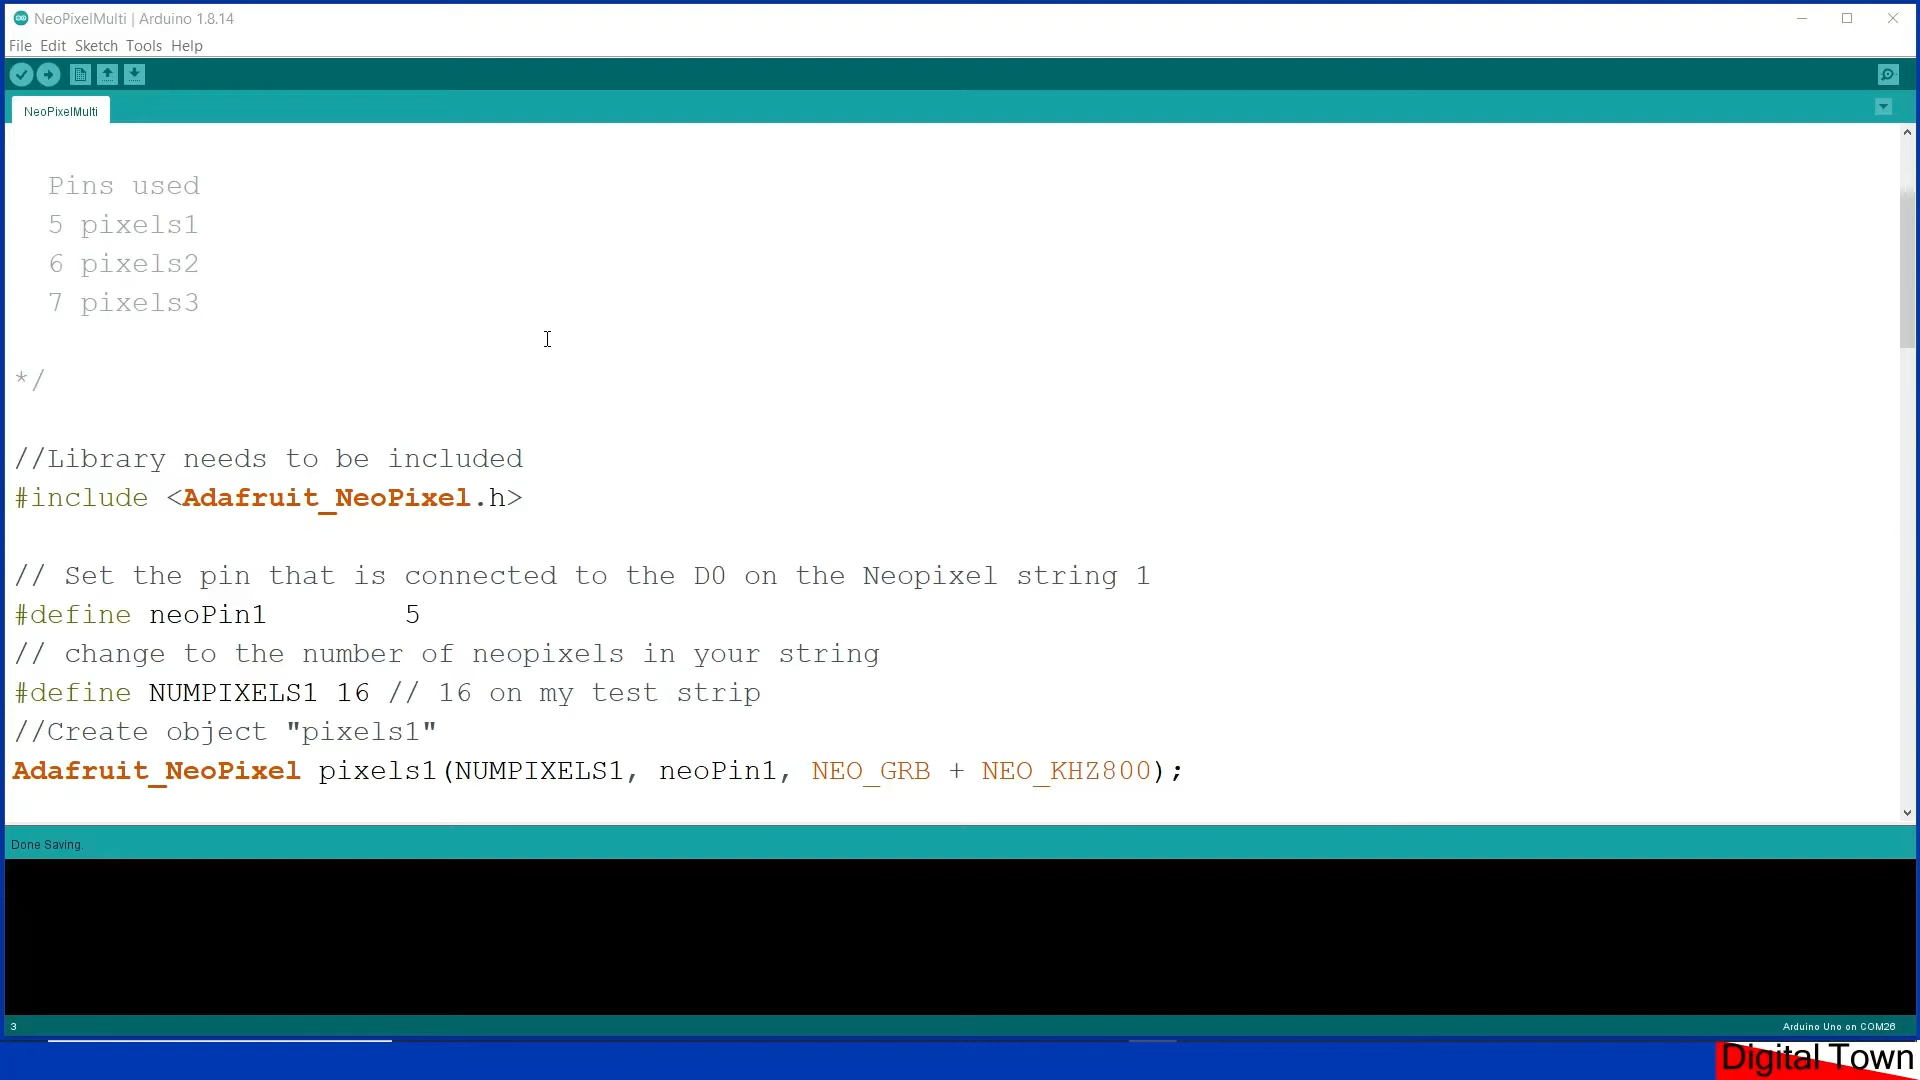 NeoPixelMulti | Arduino 1.8.14
File Edit Sketch Tools Help
NeoPixelMulti
Pins used
5 pixels1
6 pixels2
7 pixels3
*/
//Library needs to be included
#include <Adafruit_NeoPixel.h>
// Set the pin that is connected to the D0 on the Neopixel string 1
#define neoPin1 5
// change to the number of neopixels in your string
#define NUMPIXELS1 16 // 16 on my test strip
//Create object "pixels1"
Adafruit_NeoPixel pixels1(NUMPIXELS1, neoPin1, NEO_GRB + NEO_KHZ800);
Done Saving.
3
Arduino Uno on COM26
Digital Town